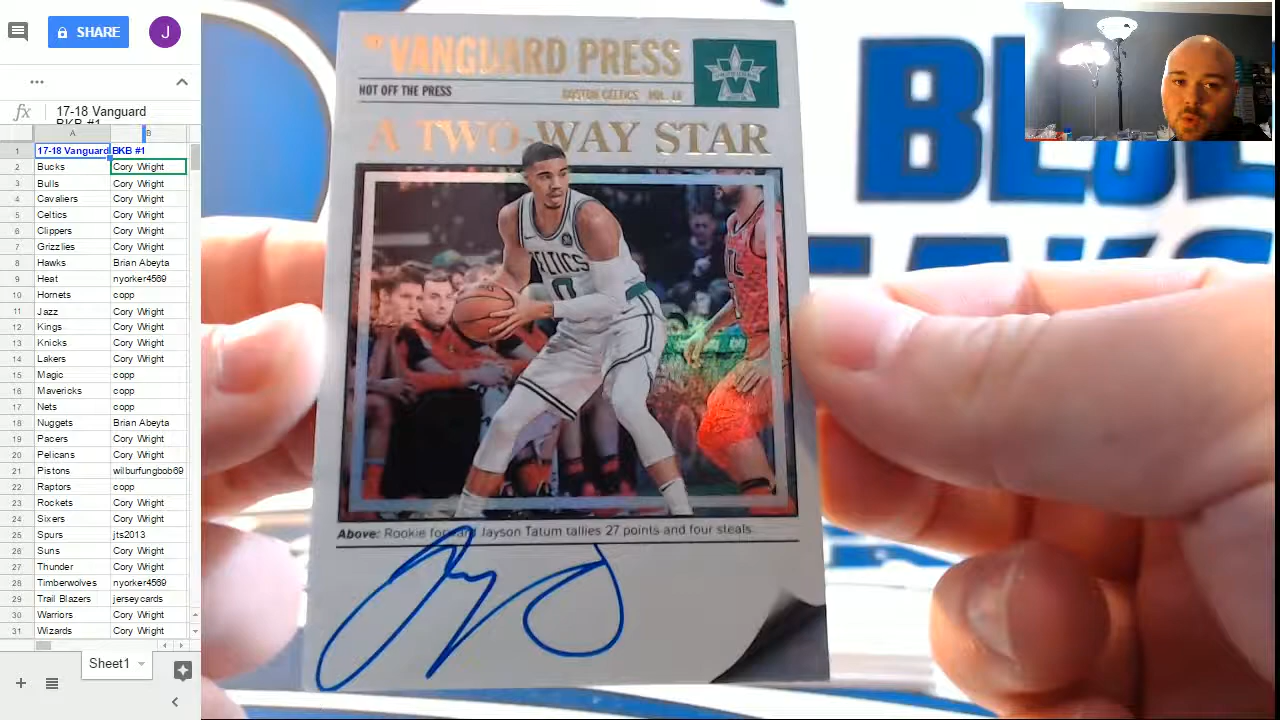 SHARE
J
fx
17-18 Vanguard
BKB #1
A
B
1 17-18 Vanguard BKB #1
2 Bucks Cory Wright
3 Bulls Cory Wright
4 Cavaliers Cory Wright
5 Celtics Cory Wright
6 Clippers Cory Wright
7 Grizzlies Cory Wright
8 Hawks Brian Abeyta
9 Heat nyorker4569
10 Hornets copp
11 Jazz Cory Wright
12 Kings Cory Wright
13 Knicks Cory Wright
14 Lakers Cory Wright
15 Magic copp
16 Mavericks copp
17 Nets copp
18 Nuggets Brian Abeyta
19 Pacers Cory Wright
20 Pelicans Cory Wright
21 Pistons wilburfungbob69
22 Raptors copp
23 Rockets Cory Wright
24 Sixers Cory Wright
25 Spurs jts2013
26 Suns Cory Wright
27 Thunder Cory Wright
28 Timberwolves nyorker4569
29 Trail Blazers jerseycards
30 Warriors Cory Wright
31 Wizards Cory Wright
Sheet1
VANGUARD PRESS
HOT OFF THE PRESS
BOSTON CELTICS
A TWO-WAY STAR
Above: Rookie forward Jayson Tatum tallies 27 points and four steals.